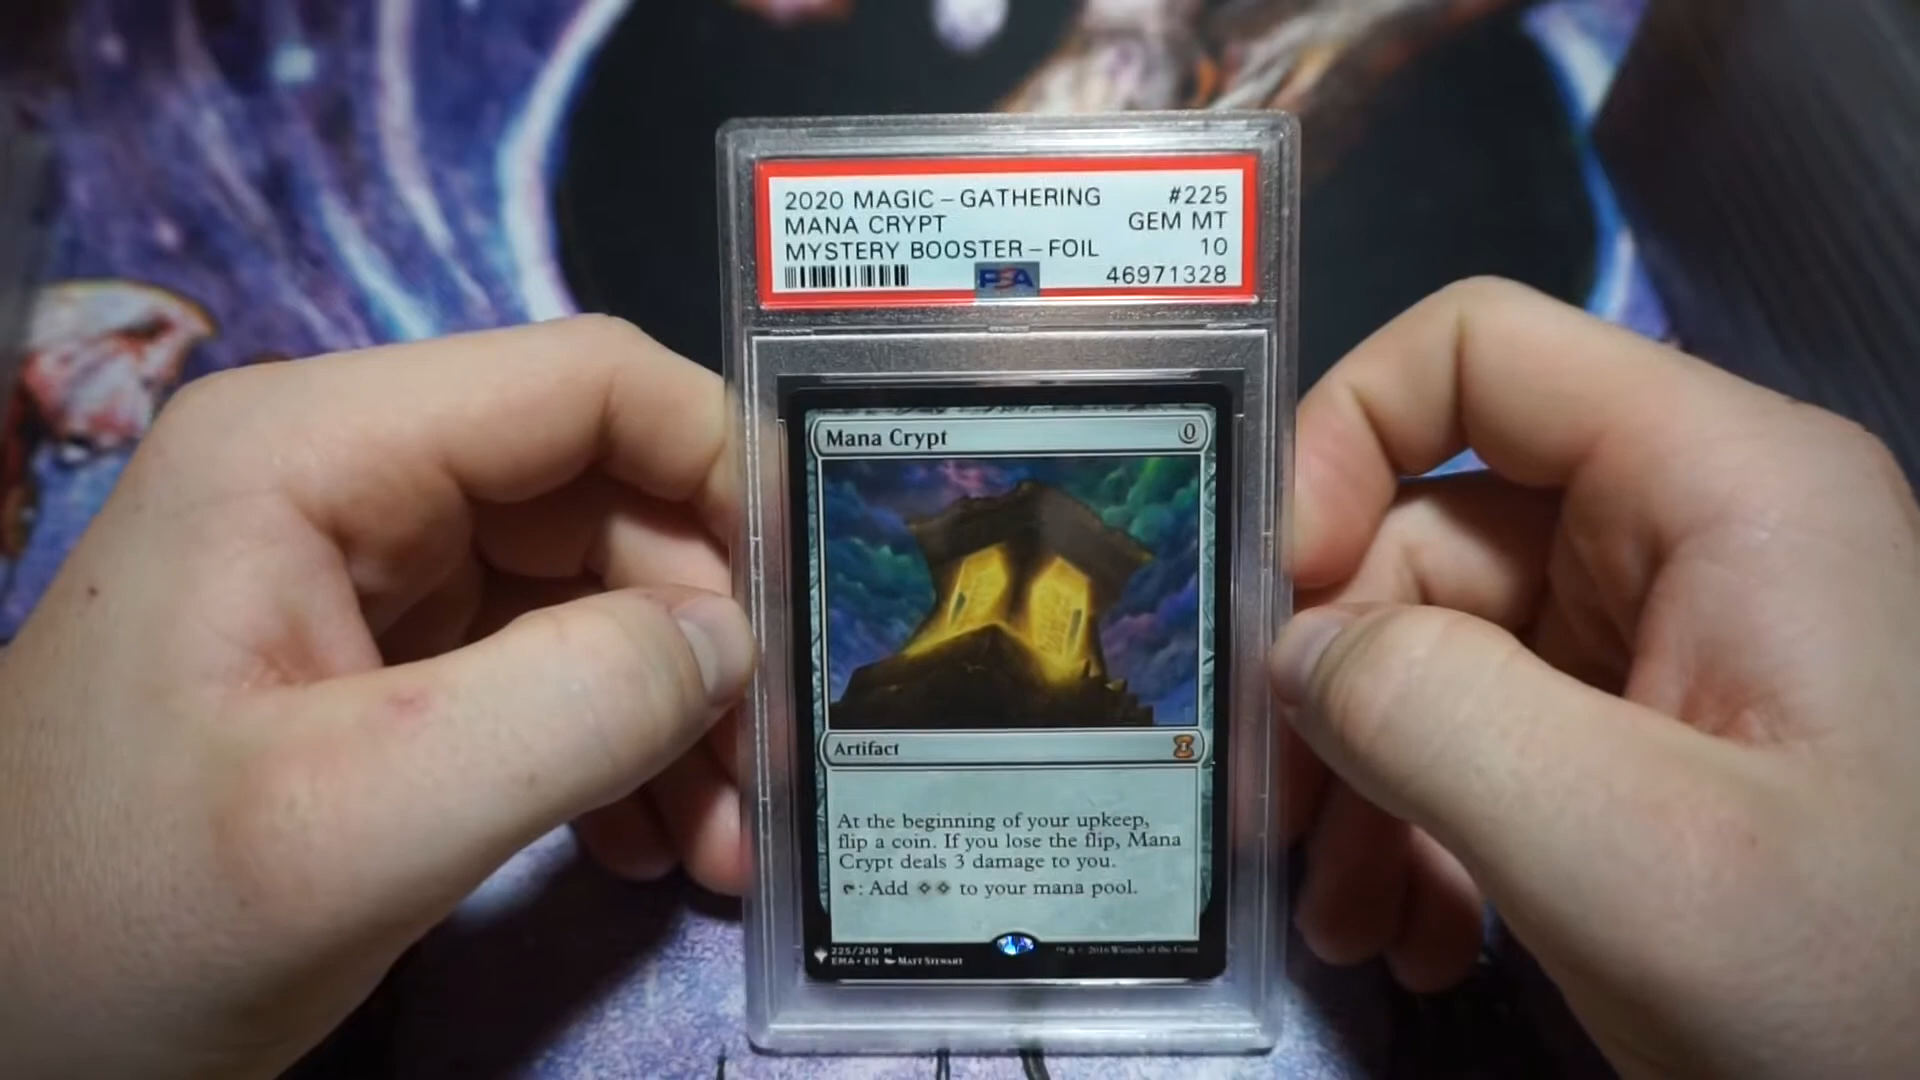 2020 MAGIC – GATHERING #225
MANA CRYPT GEM MT
MYSTERY BOOSTER – FOIL 10
PSA 46971328
Mana Crypt 0
Artifact
At the beginning of your upkeep,
flip a coin. If you lose the flip, Mana
Crypt deals 3 damage to you.
: Add to your mana pool.
225/249 M
EMA • EN MATT STEWART
™ & © 2016 Wizards of the Coast